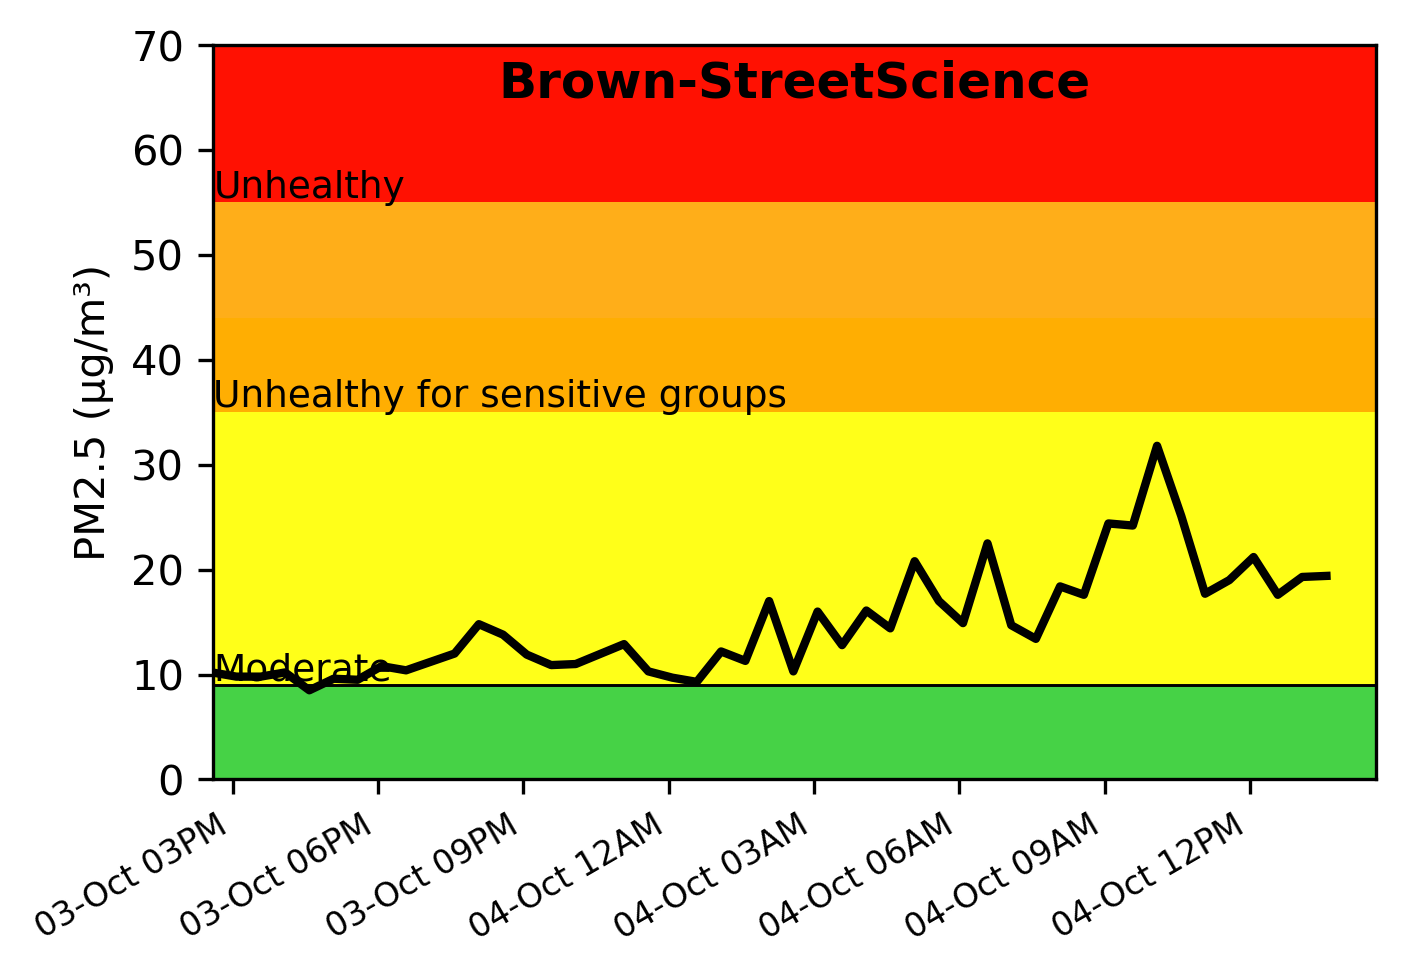 Brown-StreetScience
PM2.5 (µg/m³)
70
60
50
40
30
20
10
0
Unhealthy
Unhealthy for sensitive groups
Moderate
03-Oct 03PM
03-Oct 06PM
03-Oct 09PM
04-Oct 12AM
04-Oct 03AM
04-Oct 06AM
04-Oct 09AM
04-Oct 12PM